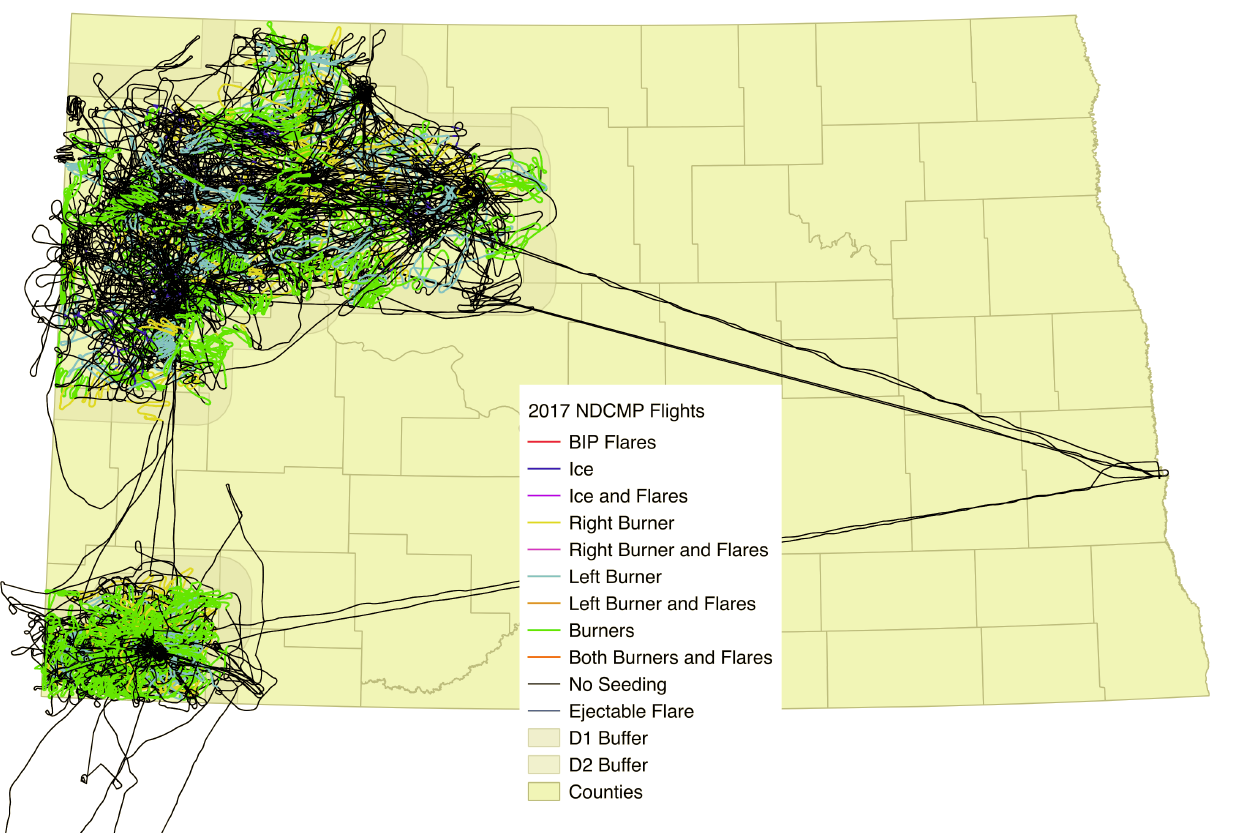 2017 NDCMP Flights
BIP Flares
Ice
Ice and Flares
Right Burner
Right Burner and Flares
Left Burner
Left Burner and Flares
Burners
Both Burners and Flares
No Seeding
Ejectable Flare
D1 Buffer
D2 Buffer
Counties